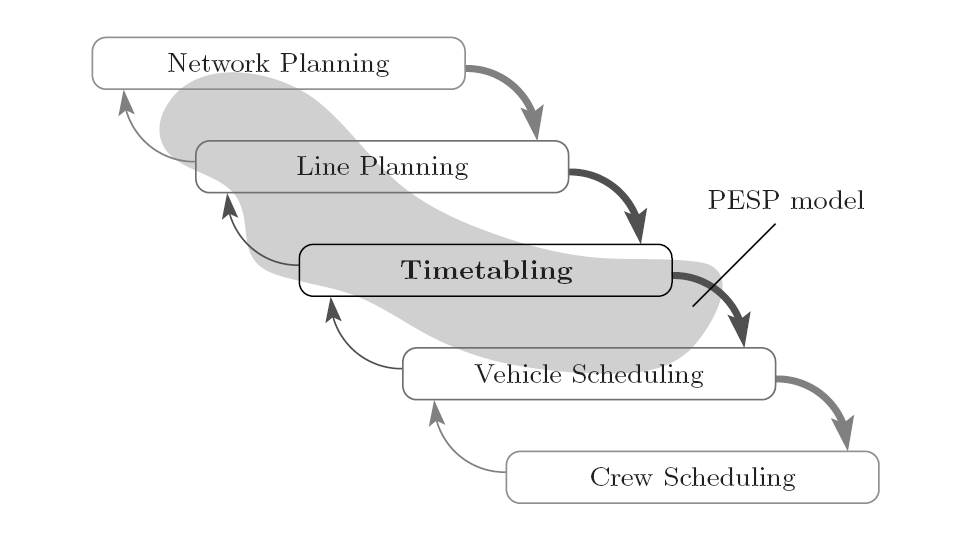 Network Planning
Line Planning
PESP model
Timetabling
Vehicle Scheduling
Crew Scheduling